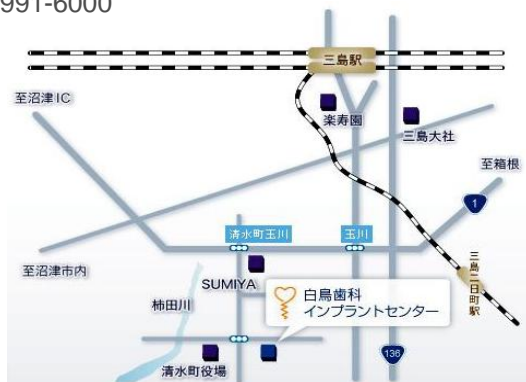 991-6000
三島駅
至沼津IC
楽寿園
三島大社
至箱根
1
清水町玉川
玉川
三島二日町駅
至沼津市内
SUMIYA
柿田川
白鳥歯科
インプラントセンター
136
清水町役場